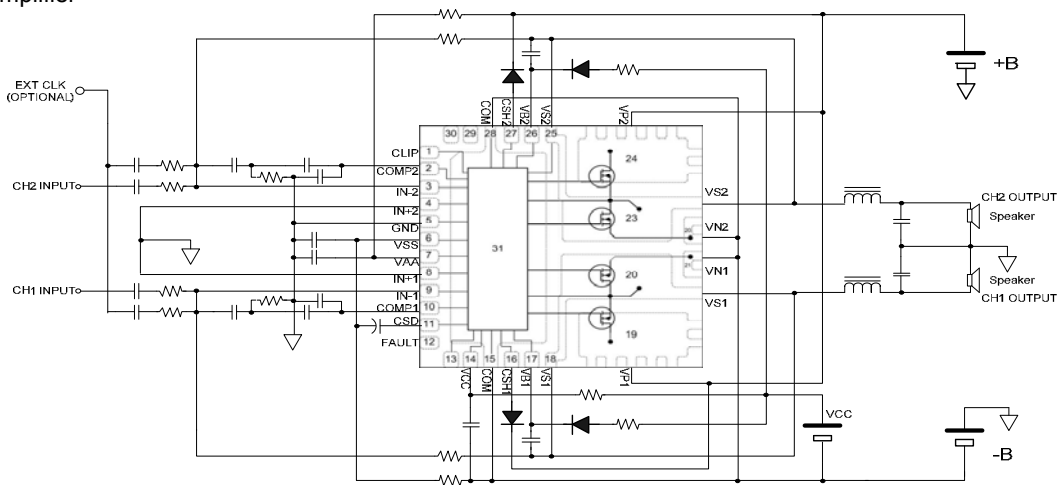 EXT CLK
(OPTIONAL)
CH2 INPUT
CH1 INPUT
+B
COM
CSH2
VB2
VS2
VP2
30
29
28
27
26
25
CLIP
COMP2
IN-2
IN+2
GND
VSS
VAA
IN+1
IN-1
COMP1
CSD
FAULT
1
2
3
4
5
6
7
8
9
10
11
12
31
24
23
20
19
VS2
VN2
VN1
VS1
CH2 OUTPUT
Speaker
Speaker
CH1 OUTPUT
13
14
15
16
17
18
VCC
COM
CSH1
VB1
VS1
VP1
VCC
-B